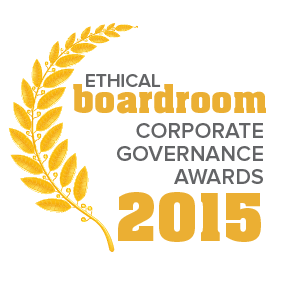 ETHICAL
boardroom
CORPORATE
GOVERNANCE
AWARDS
2015